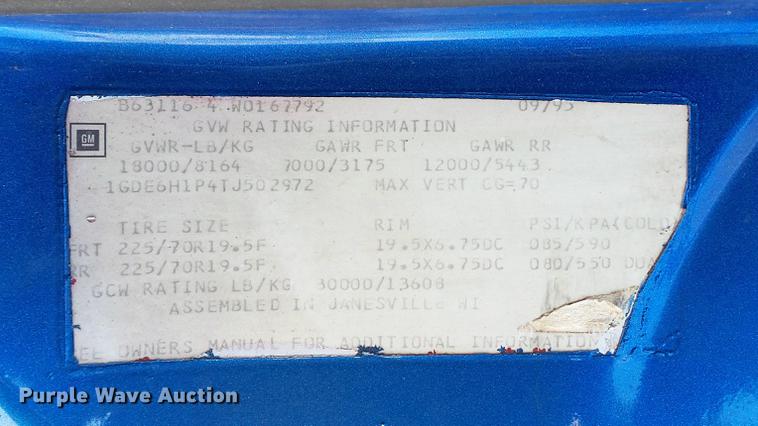 B63116 4 W0167792 09/95
GM
GVW RATING INFORMATION
GVWR-LB/KG GAWR FRT GAWR RR
18000/8164 7000/3175 12000/5443
1GDE6H1P4TJ502972 MAX VERT CG=70
TIRE SIZE RIM PSI/KPA(COLD
FRT 225/70R19.5F 19.5X6.75DC 085/590
RR 225/70R19.5F 19.5X6.75DC 080/550 DUA
GCW RATING LB/KG 30000/13608
ASSEMBLED IN JANESVILLE WI
EE OWNERS MANUAL FOR ADDITIONAL INFORMATION
Purple Wave Auction